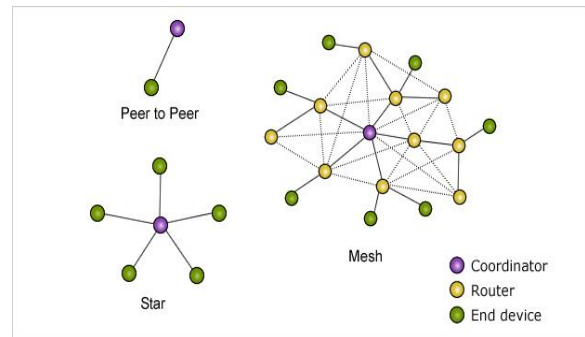 Peer to Peer
Star
Mesh
Coordinator
Router
End device